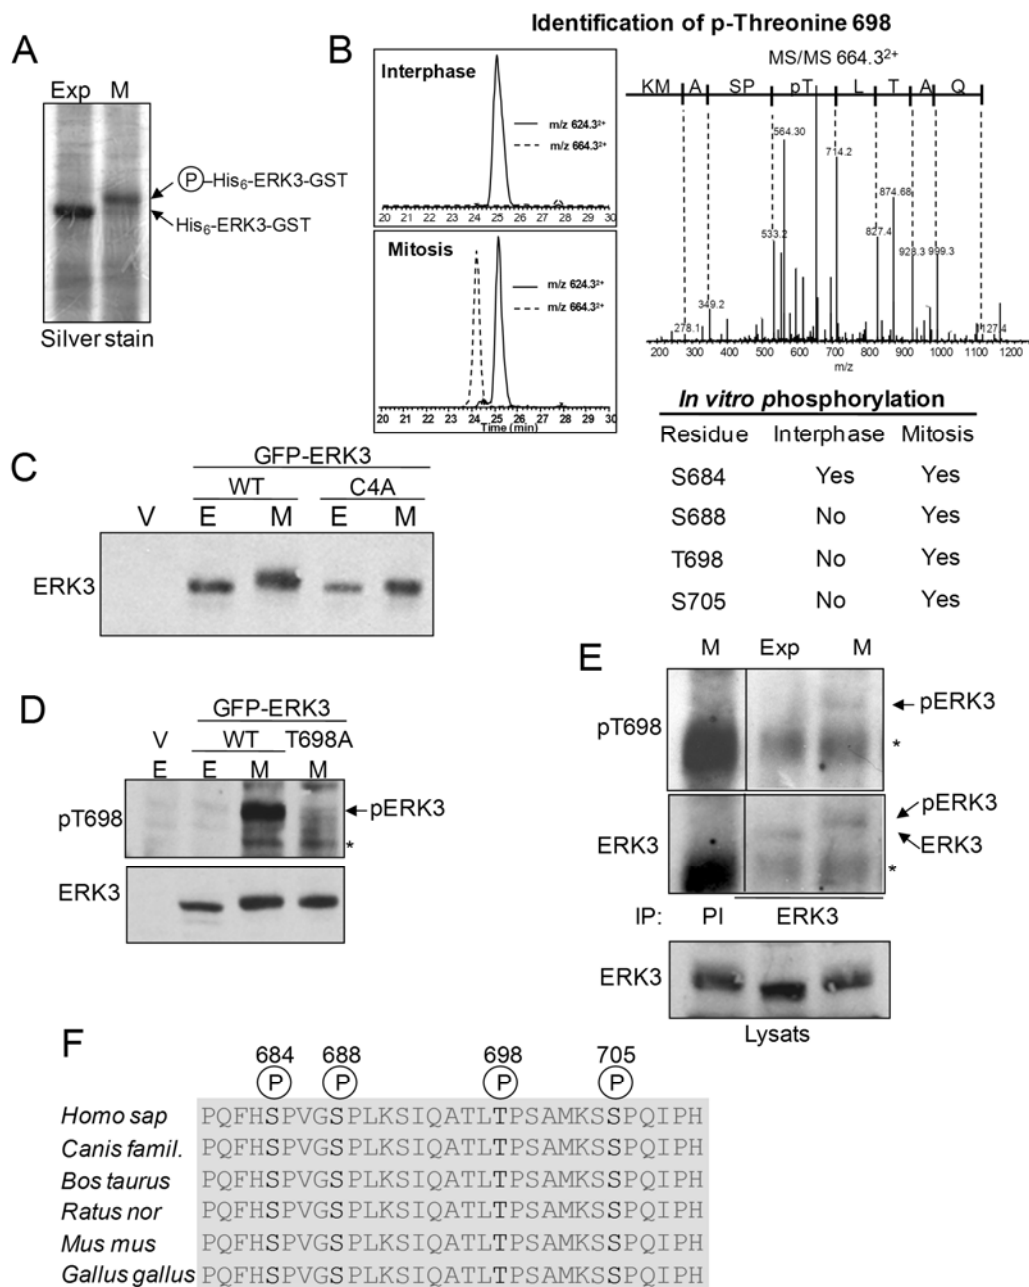 Identification of p-Threonine 698
A
Exp M
P-His6-ERK3-GST
His6-ERK3-GST
Silver stain
B
Interphase
m/z 624.3²⁺
m/z 664.3²⁺
20 21 22 23 24 25 26 27 28 29 30
Mitosis
m/z 624.3²⁺
m/z 664.3²⁺
20 21 22 23 24 25 26 27 28 29 30
Time (min)
MS/MS 664.3²⁺
KM A SP pT L T A Q
564.30
714.2
874.68
533.2
827.4
999.3
349.2
278.1
1127.4
200 300 400 500 600 700 800 900 1000 1100 1200
m/z
In vitro phosphorylation
Residue Interphase Mitosis
S684 Yes Yes
S688 No Yes
T698 No Yes
S705 No Yes
C
GFP-ERK3
WT C4A
V E M E M
ERK3
D
GFP-ERK3
V WT T698A
E E M M
pT698
pERK3
*
ERK3
E
M Exp M
pT698
pERK3
*
ERK3
pERK3
ERK3
*
IP: PI ERK3
ERK3
Lysats
F
684 688 698 705
P P P P
Homo sap PQFHSPVGSPLKSIQATLTPSAMKSSPQIPH
Canis famil. PQFHSPVGSPLKSIQATLTPSAMKSSPQIPH
Bos taurus PQFHSPVGSPLKSIQATLTPSAMKSSPQIPH
Ratus nor PQFHSPVGSPLKSIQATLTPSAMKSSPQIPH
Mus mus PQFHSPVGSPLKSIQATLTPSAMKSSPQIPH
Gallus gallus PQFHSPVGSPLKSIQATLTPSAMKSSPQIPH